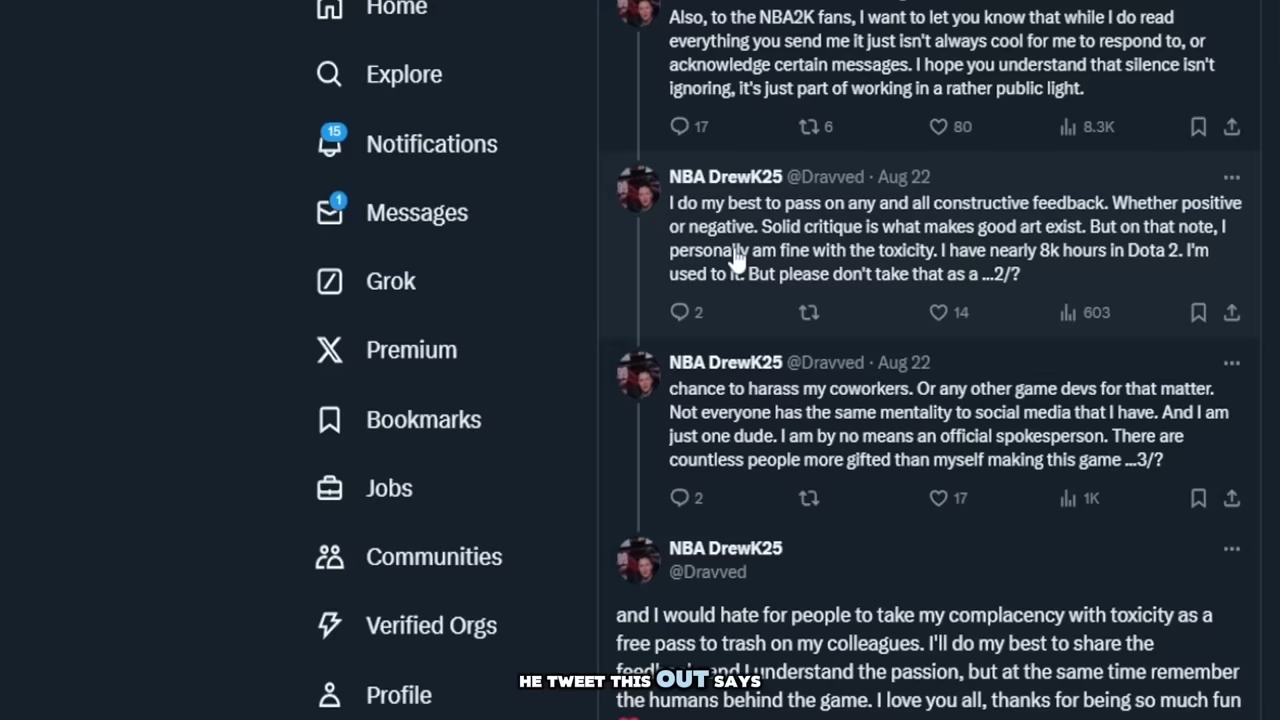 Home
Explore
15
Notifications
1
Messages
Grok
Premium
Bookmarks
Jobs
Communities
Verified Orgs
Profile
Also, to the NBA2K fans, I want to let you know that while I do read
everything you send me it just isn't always cool for me to respond to, or
acknowledge certain messages. I hope you understand that silence isn't
ignoring, it's just part of working in a rather public light.
17 6 80 8.3K
NBA DrewK25 @Dravved · Aug 22
I do my best to pass on any and all constructive feedback. Whether positive
or negative. Solid critique is what makes good art exist. But on that note, I
personally am fine with the toxicity. I have nearly 8k hours in Dota 2. I'm
used to it. But please don't take that as a ...2/?
2 14 603
NBA DrewK25 @Dravved · Aug 22
chance to harass my coworkers. Or any other game devs for that matter.
Not everyone has the same mentality to social media that I have. And I am
just one dude. I am by no means an official spokesperson. There are
countless people more gifted than myself making this game ...3/?
2 17 1K
NBA DrewK25
@Dravved
and I would hate for people to take my complacency with toxicity as a
free pass to trash on my colleagues. I'll do my best to share the
and I understand the passion, but at the same time remember
the humans behind the game. I love you all, thanks for being so much fun
HE TWEET THIS OUT SAYS